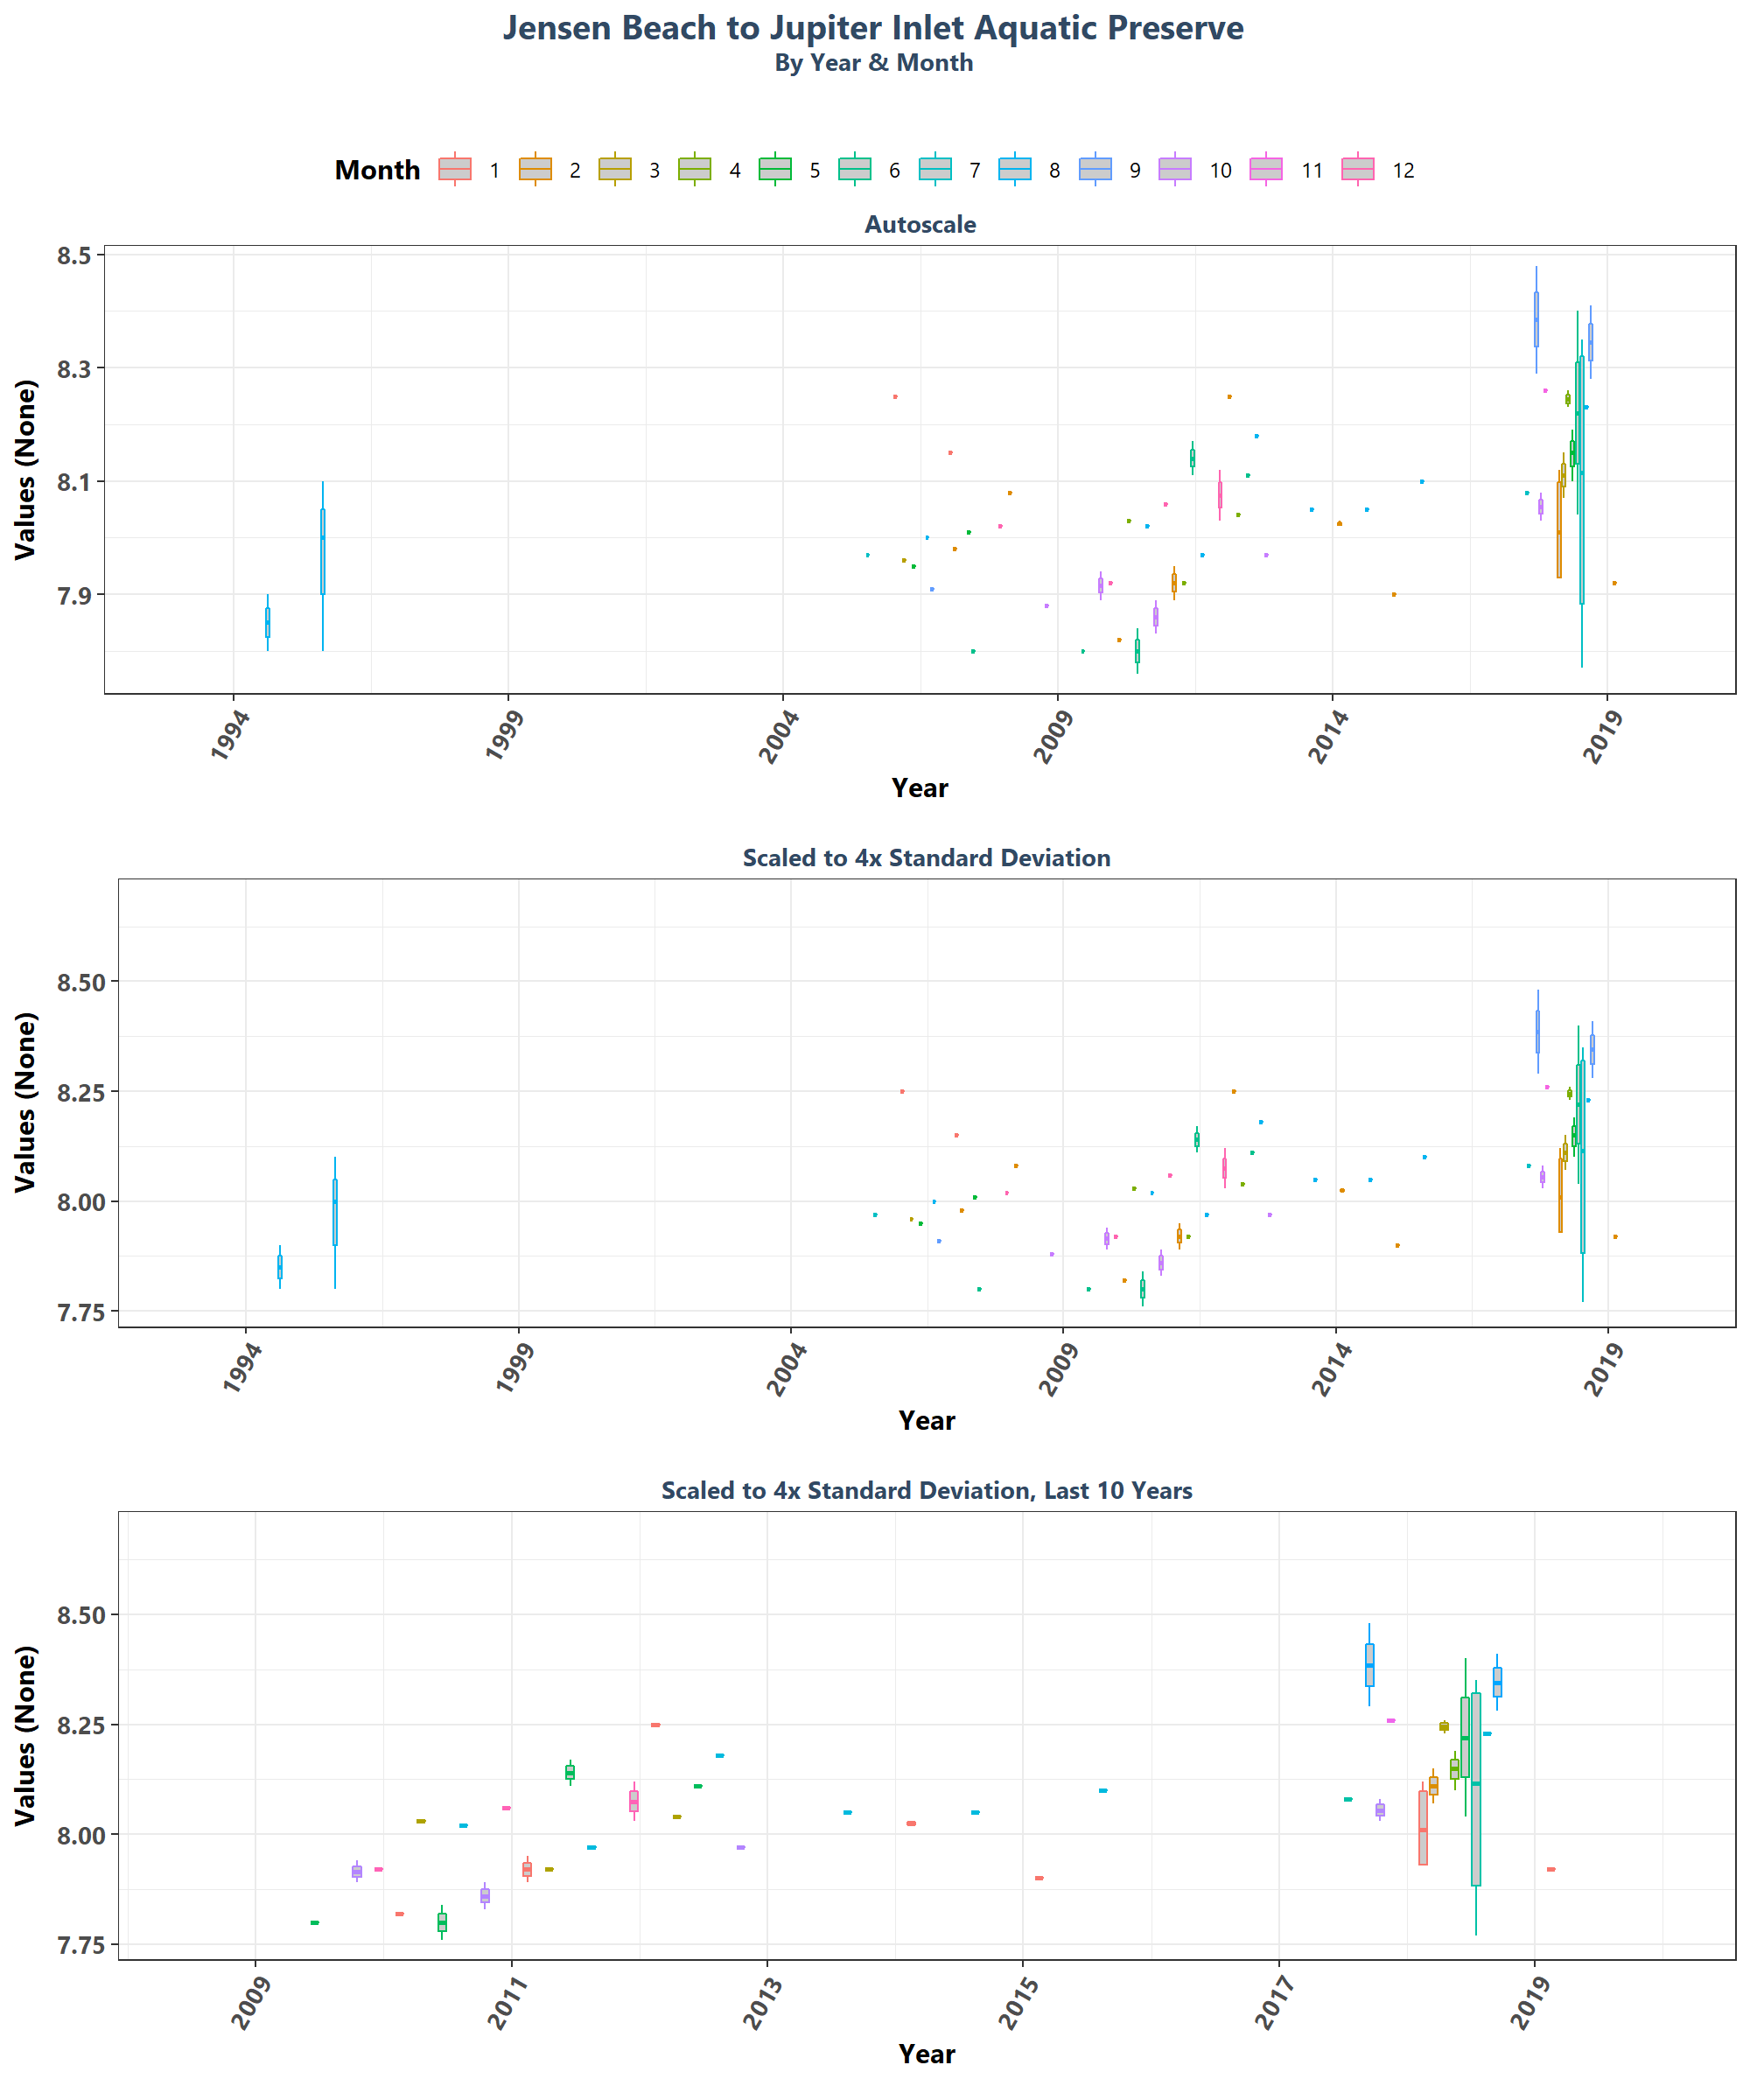 Jensen Beach to Jupiter Inlet Aquatic Preserve
By Year & Month
Month 1 2 3 4 5 6 7 8 9 10 11 12
Autoscale
Values (None)
8.5
8.3
8.1
7.9
1994 1999 2004 2009 2014 2019
Year
Scaled to 4x Standard Deviation
Values (None)
8.50
8.25
8.00
7.75
1994 1999 2004 2009 2014 2019
Year
Scaled to 4x Standard Deviation, Last 10 Years
Values (None)
8.50
8.25
8.00
7.75
2009 2011 2013 2015 2017 2019
Year